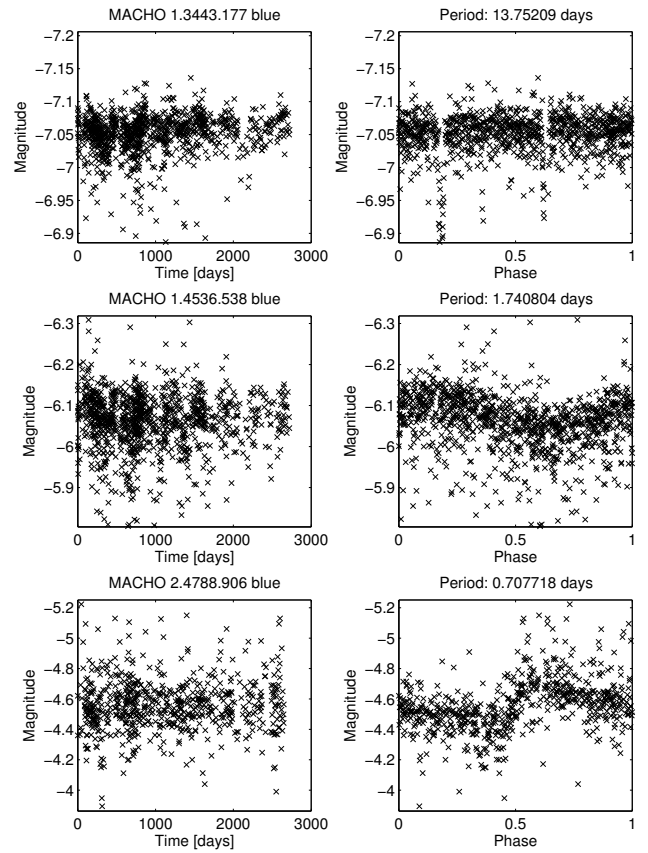 MACHO 1.3443.177 blue
−7.2
−7.15
−7.1
−7.05
−7
−6.95
−6.9
Magnitude
0 1000 2000 3000
Time [days]
Period: 13.75209 days
−7.2
−7.15
−7.1
−7.05
−7
−6.95
−6.9
Magnitude
0 0.5 1
Phase
MACHO 1.4536.538 blue
−6.3
−6.2
−6.1
−6
−5.9
Magnitude
0 1000 2000 3000
Time [days]
Period: 1.740804 days
−6.3
−6.2
−6.1
−6
−5.9
Magnitude
0 0.5 1
Phase
MACHO 2.4788.906 blue
−5.2
−5
−4.8
−4.6
−4.4
−4.2
−4
Magnitude
0 1000 2000 3000
Time [days]
Period: 0.707718 days
−5.2
−5
−4.8
−4.6
−4.4
−4.2
−4
Magnitude
0 0.5 1
Phase